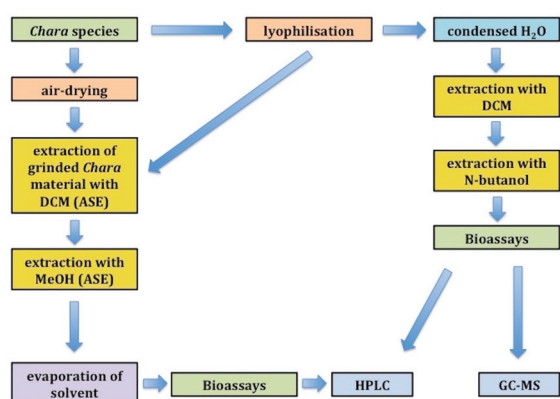 Chara species
lyophilisation
condensed H₂O
air-drying
extraction with
DCM
extraction of
grinded Chara
material with
DCM (ASE)
extraction with
N-butanol
Bioassays
extraction with
MeOH (ASE)
evaporation of
solvent
Bioassays
HPLC
GC-MS